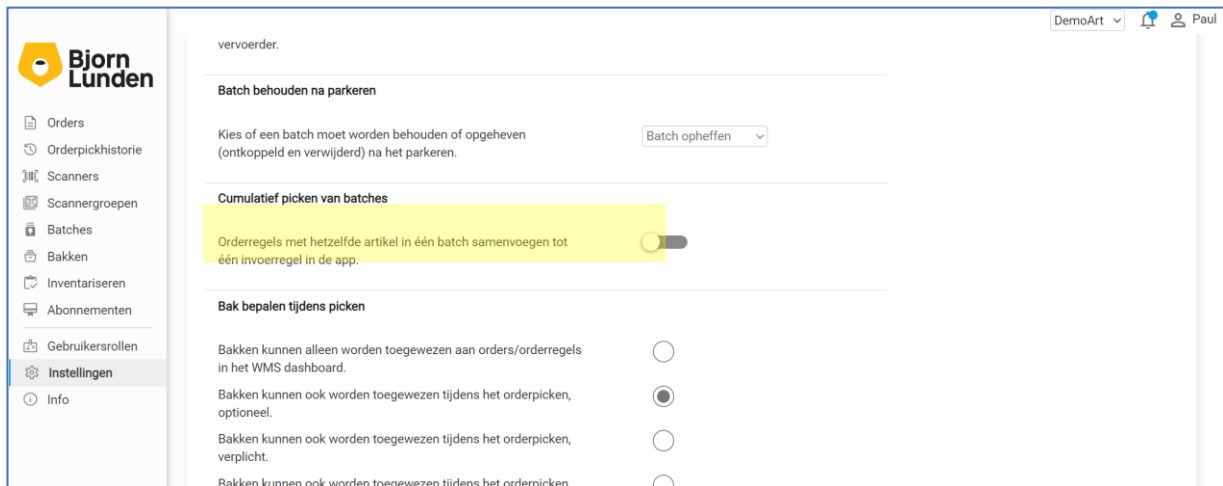 DemoArt
Paul
Bjorn
Lundén
Orders
Orderpickhistorie
Scanners
Scannergroepen
Batches
Bakken
Inventariseren
Abonnementen
Gebruikersrollen
Instellingen
Info
vervoerder.
Batch behouden na parkeren
Kies of een batch moet worden behouden of opgeheven
(ontkoppeld en verwijderd) na het parkeren.
Batch opheffen
Cumulatief picken van batches
Orderregels met hetzelfde artikel in één batch samenvoegen tot
één invoerregel in de app.
Bak bepalen tijdens picken
Bakken kunnen alleen worden toegewezen aan orders/orderregels
in het WMS dashboard.
Bakken kunnen ook worden toegewezen tijdens het orderpicken,
optioneel.
Bakken kunnen ook worden toegewezen tijdens het orderpicken,
verplicht.
Bakken kunnen ook worden toegewezen tijdens het orderpicken